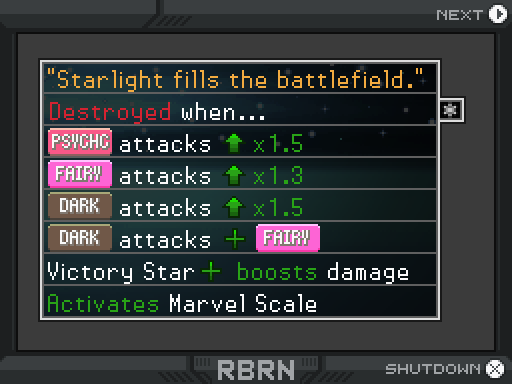 NEXT
"Starlight fills the battlefield."
Destroyed when...
PSYCHC attacks x1.5
FAIRY attacks x1.3
DARK attacks x1.5
DARK attacks + FAIRY
Victory Star + boosts damage
Activates Marvel Scale
RBRN
SHUTDOWN